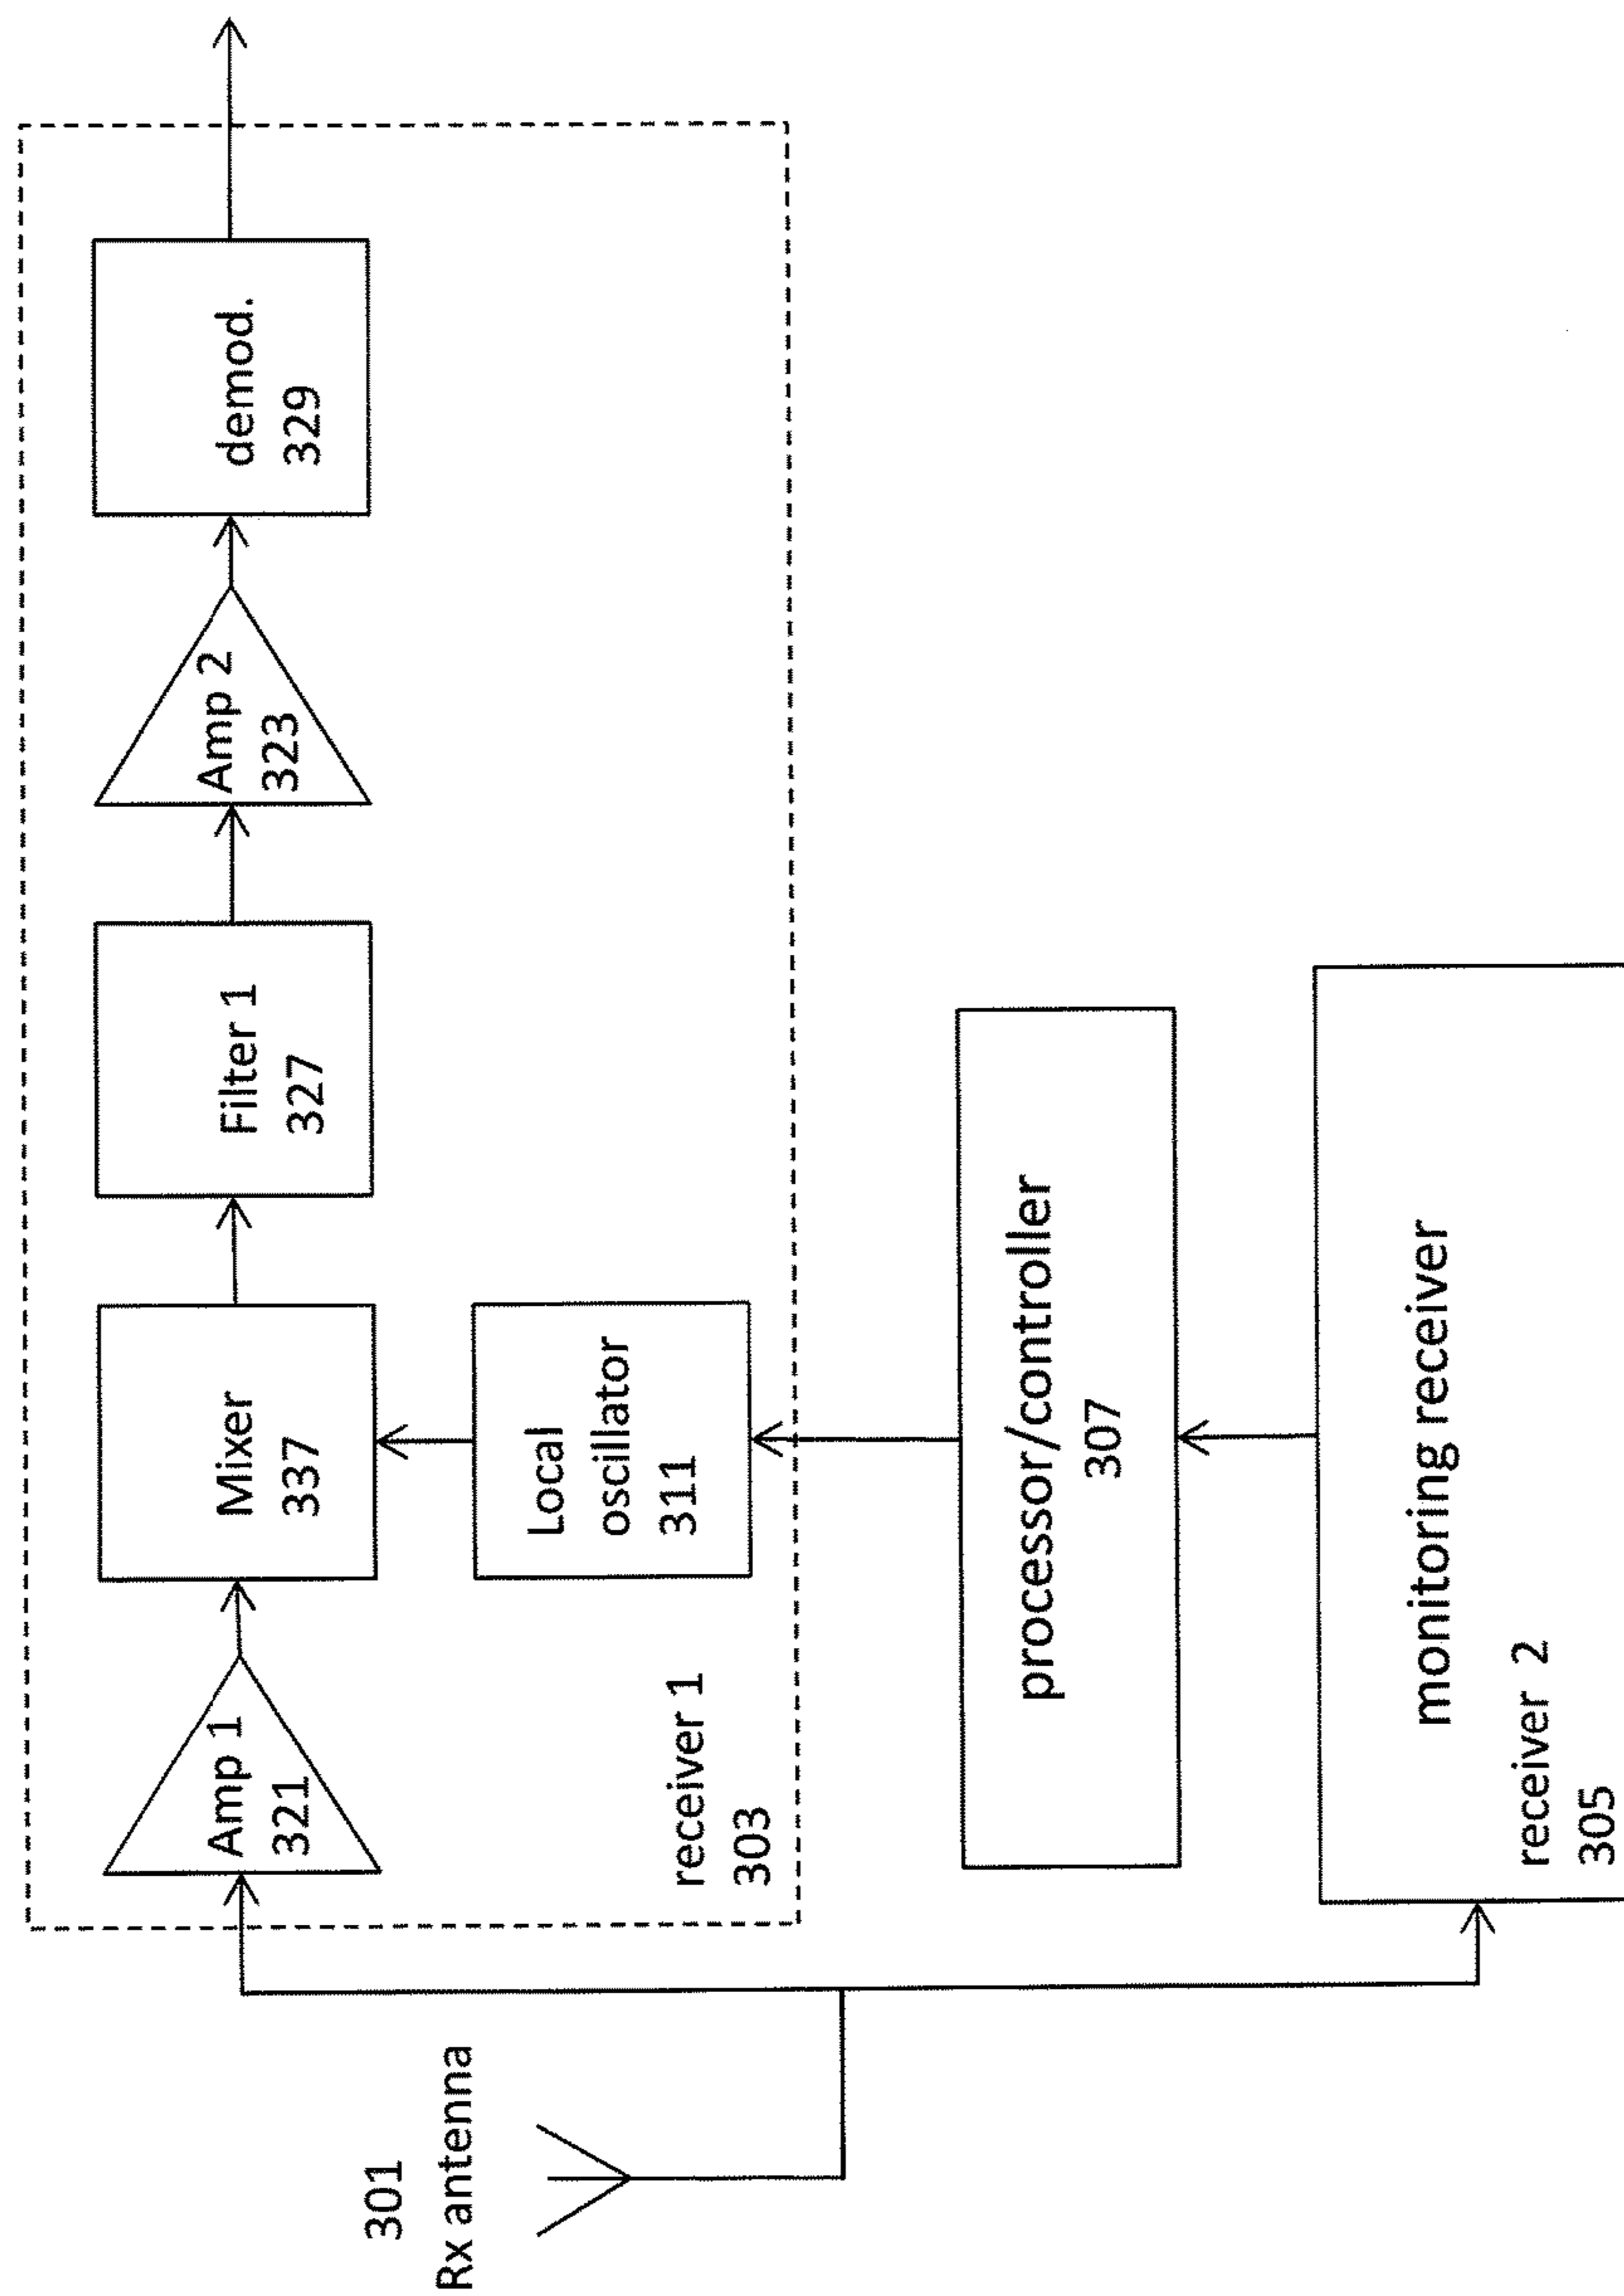 301
Rx antenna
Amp 1
321
Mixer
337
Filter 1
327
Amp 2
323
demod.
329
Local
oscillator
311
receiver 1
303
processor/controller
307
monitoring receiver
receiver 2
305